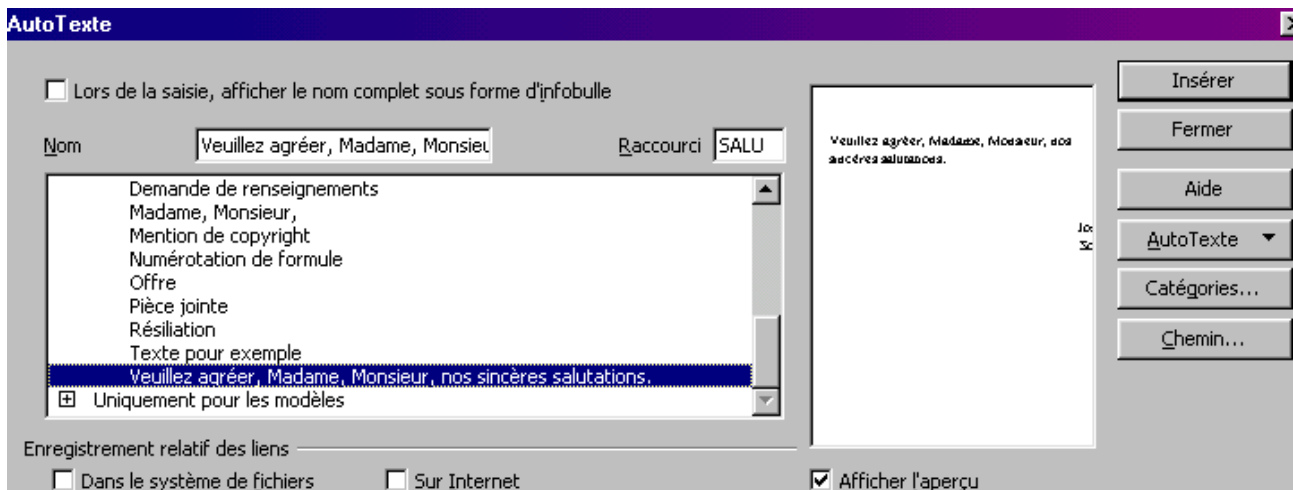 AutoTexte
Lors de la saisie, afficher le nom complet sous forme d'infobulle
Insérer
Nom
Veuillez agréer, Madame, Monsieu
Raccourci
SALU
Fermer
Veuillez agréer, Madame, Monsieur, nos
sincères salutations.
Demande de renseignements
Madame, Monsieur,
Mention de copyright
Numérotation de formule
Offre
Pièce jointe
Résiliation
Texte pour exemple
Veuillez agréer, Madame, Monsieur, nos sincères salutations.
Uniquement pour les modèles
Aide
AutoTexte
Catégories...
Chemin...
Enregistrement relatif des liens
Dans le système de fichiers
Sur Internet
Afficher l'aperçu